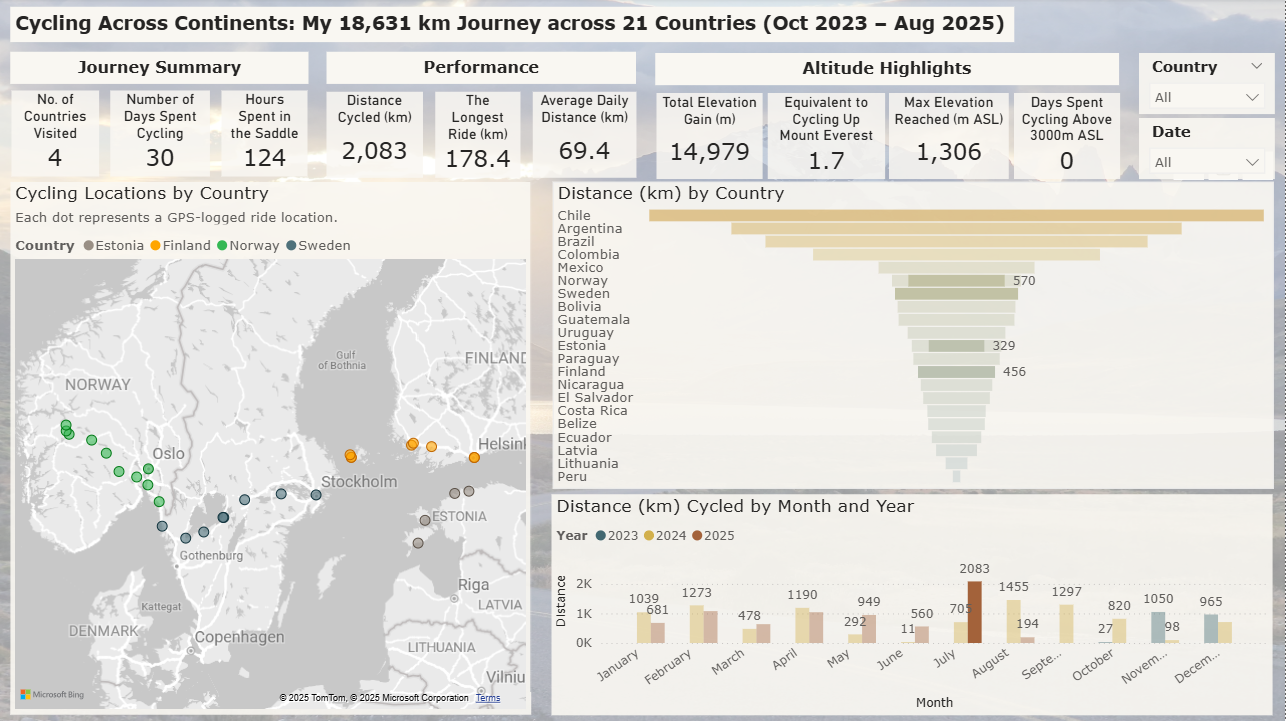 Cycling Across Continents: My 18,631 km Journey across 21 Countries (Oct 2023 – Aug 2025)
Journey Summary
No. of
Countries
Visited
4
Number of
Days Spent
Cycling
30
Hours
Spent in
the Saddle
124
Performance
Distance
Cycled (km)
2,083
The
Longest
Ride (km)
178.4
Average Daily
Distance (km)
69.4
Altitude Highlights
Total Elevation
Gain (m)
14,979
Equivalent to
Cycling Up
Mount Everest
1.7
Max Elevation
Reached (m ASL)
1,306
Days Spent
Cycling Above
3000m ASL
0
Country
All
Date
All
Cycling Locations by Country
Each dot represents a GPS-logged ride location.
Country Estonia Finland Norway Sweden
Gulf
of Bothnia
FINLAND
NORWAY
Oslo
Helsink
Stockholm
ESTONIA
Gothenburg
Riga
LATVIA
Kattegat
DENMARK
Copenhagen
LITHUANIA
Vilniu
Microsoft Bing
© 2025 TomTom, © 2025 Microsoft Corporation Terms
Distance (km) by Country
Chile
Argentina
Brazil
Colombia
Mexico
Norway 570
Sweden
Bolivia
Guatemala
Uruguay
Estonia 329
Paraguay
Finland 456
Nicaragua
El Salvador
Costa Rica
Belize
Ecuador
Latvia
Lithuania
Peru
Distance (km) Cycled by Month and Year
Year 2023 2024 2025
Distance
2K
1K
0K
1039
681
1273
478
1190
292
949
11
560
705
2083
1455
194
1297
27
820
1050
98
965
January
February
March
April
May
June
July
August
Septe...
October
Novem...
Decem...
Month